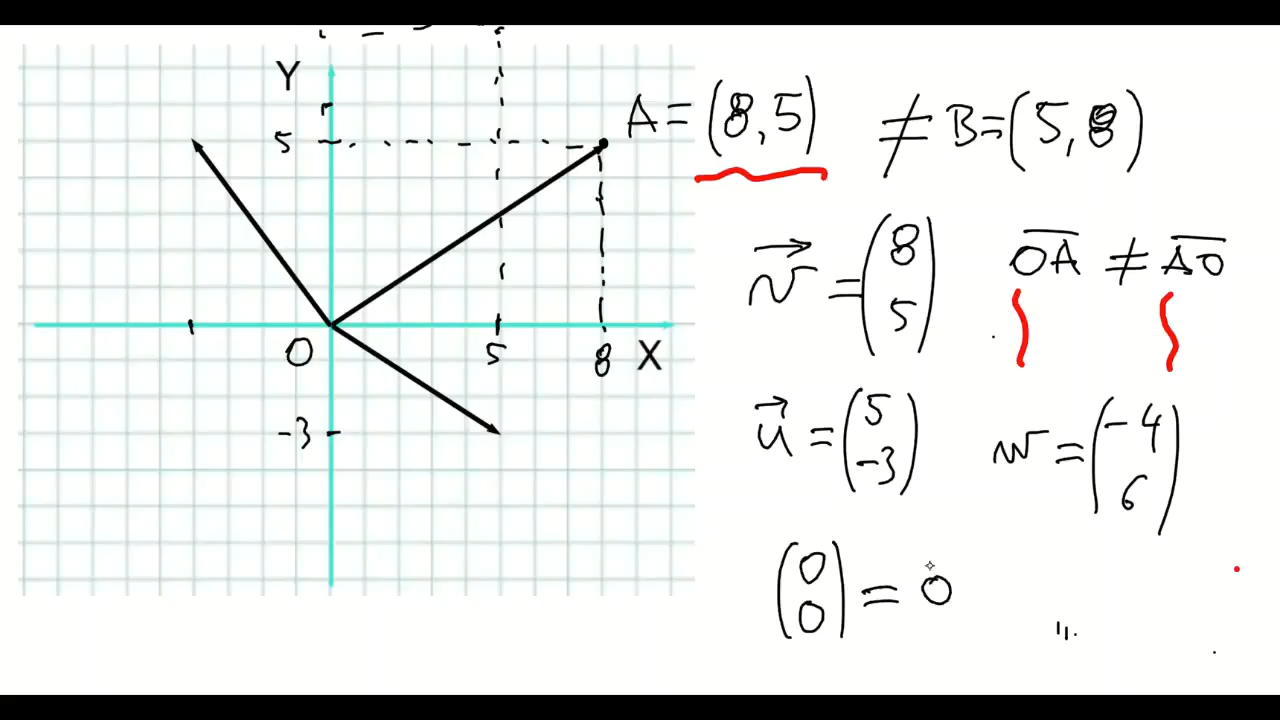 Y
5
A = (8, 5) ≠ B = (5, 8)
v = (8
5) OA ≠ AO
O 5 8 X
-3
u = (5
-3) w = (-4
6)
(0
0) = 0